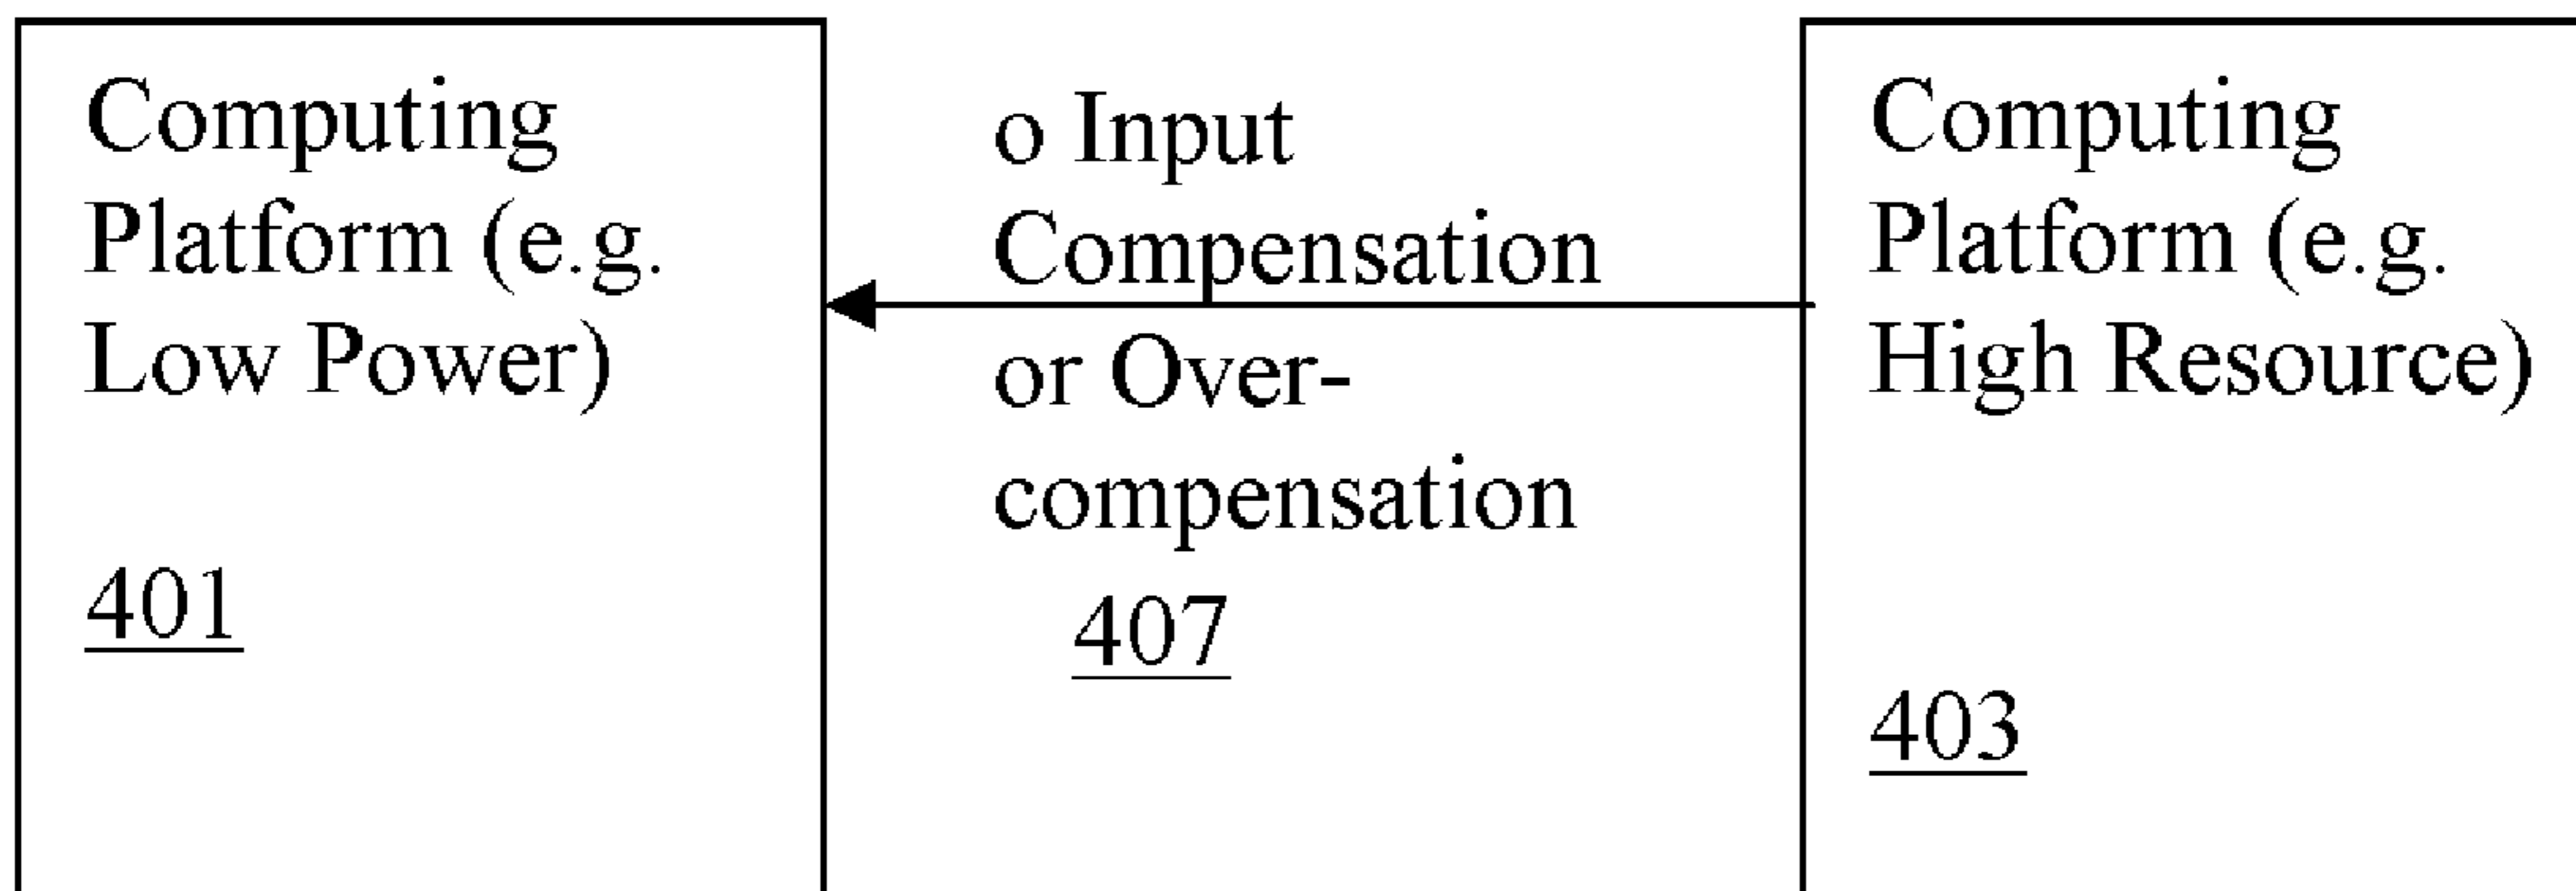 Computing
Platform (e.g.
Low Power)
401
o Input
Compensation
or Over-
compensation
407
Computing
Platform (e.g.
High Resource)
403